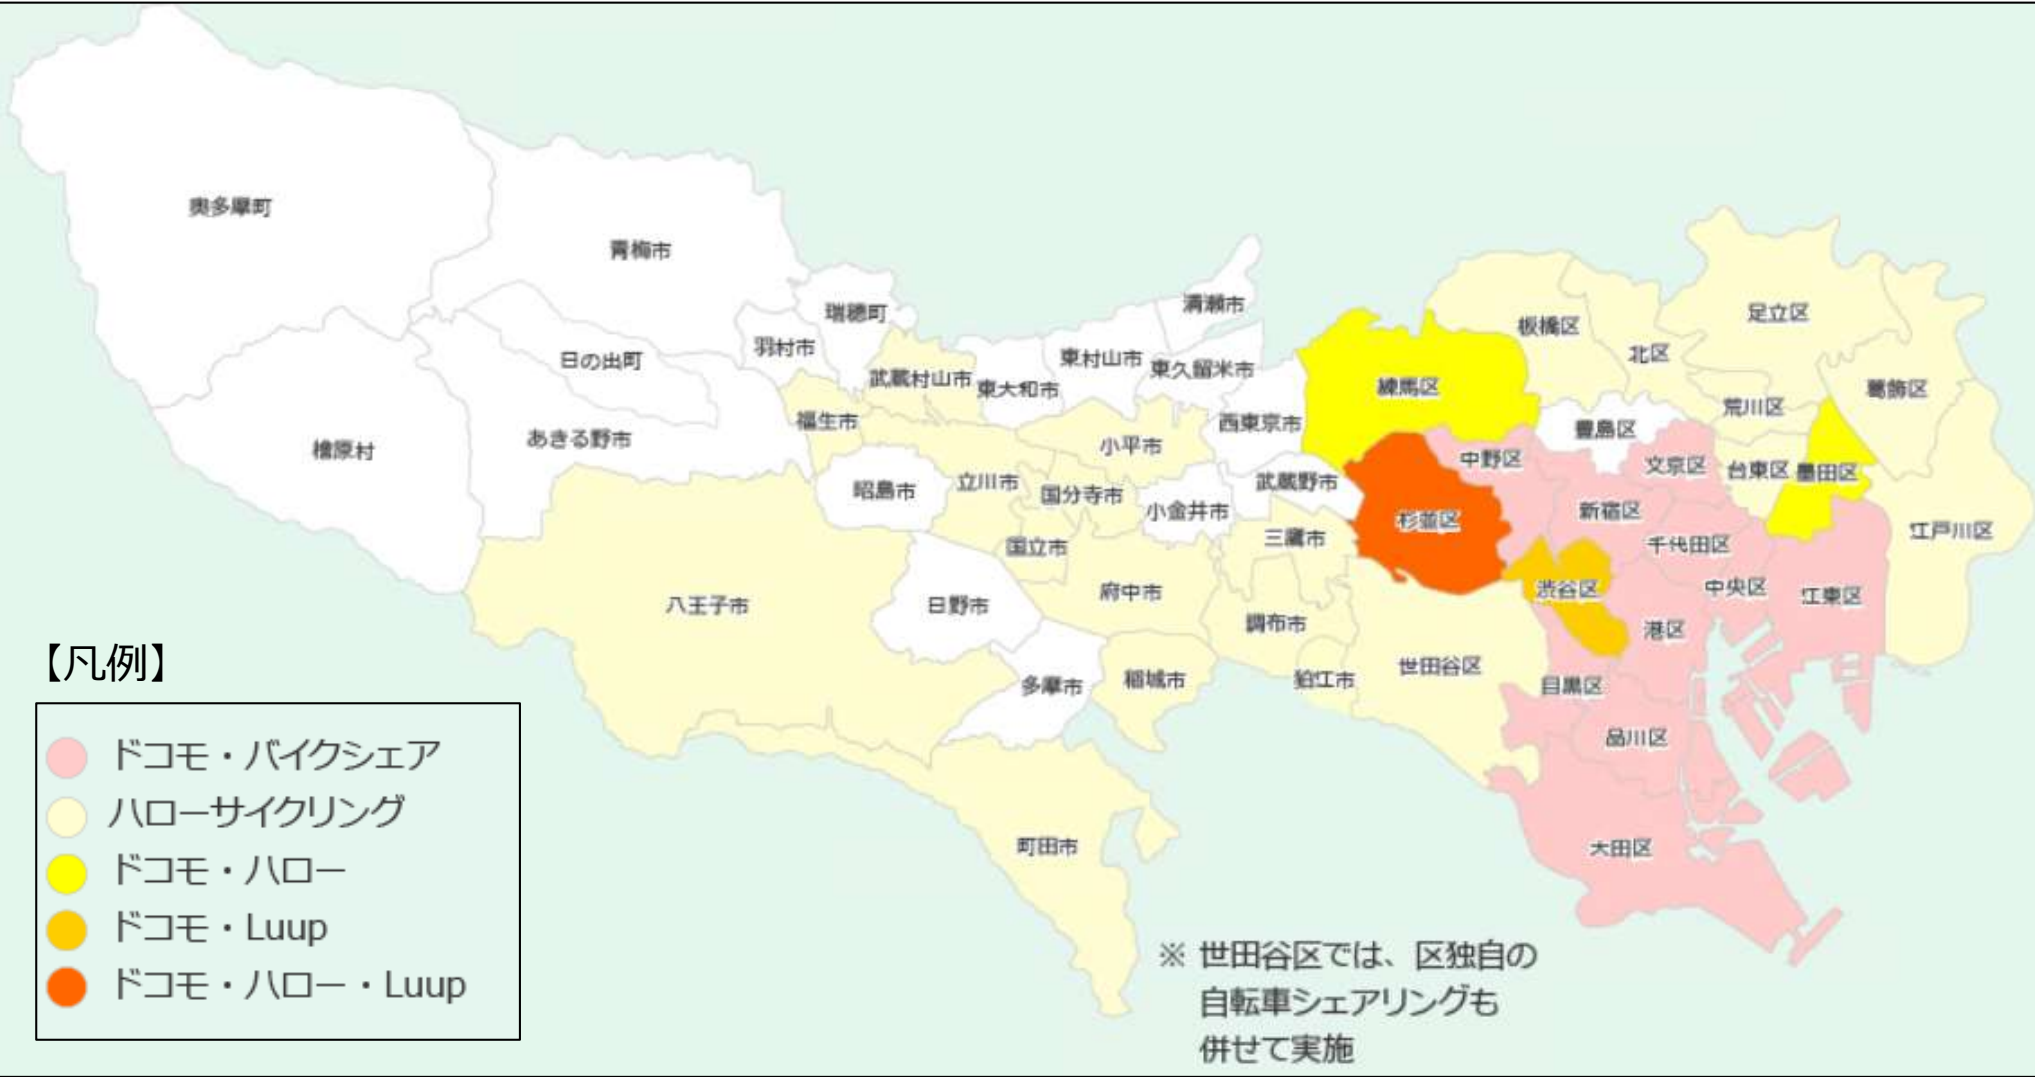 奥多摩町
青梅市
瑞穂町
清瀬市
羽村市
日の出町
東村山市
東久留米市
武蔵村山市
東大和市
福生市
あきる野市
檜原村
西東京市
小平市
昭島市
立川市
国分寺市
武蔵野市
小金井市
三鷹市
国立市
府中市
八王子市
日野市
調布市
多摩市
稲城市
狛江市
町田市
足立区
板橋区
北区
練馬区
葛飾区
荒川区
豊島区
中野区
文京区
台東区
墨田区
杉並区
新宿区
千代田区
江戸川区
渋谷区
中央区
江東区
港区
世田谷区
目黒区
品川区
大田区
【凡例】
ドコモ・バイクシェア
ハローサイクリング
ドコモ・ハロー
ドコモ・Luup
ドコモ・ハロー・Luup
※ 世田谷区では、区独自の
自転車シェアリングも
併せて実施